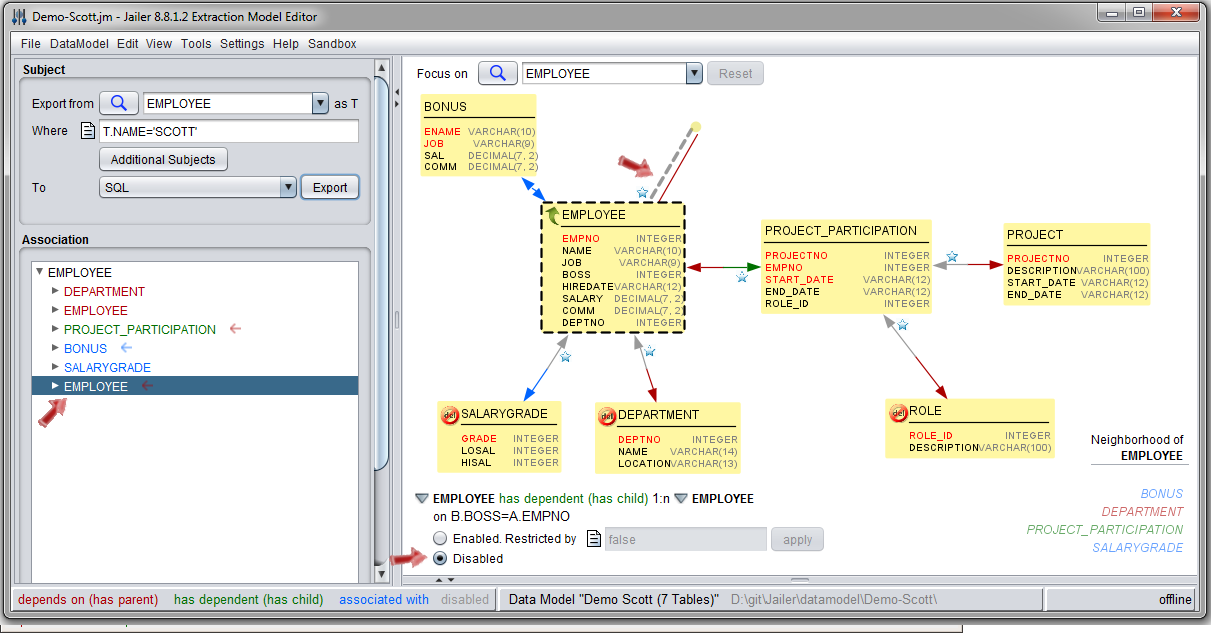 Demo-Scott.jm - Jailer 8.8.1.2 Extraction Model Editor
File DataModel Edit View Tools Settings Help Sandbox
Subject
Export from EMPLOYEE as T
Where T.NAME='SCOTT'
Additional Subjects
To SQL Export
Association
EMPLOYEE
DEPARTMENT
EMPLOYEE
PROJECT_PARTICIPATION
BONUS
SALARYGRADE
EMPLOYEE
Focus on EMPLOYEE Reset
BONUS
ENAME VARCHAR(10)
JOB VARCHAR(9)
SAL DECIMAL(7, 2)
COMM DECIMAL(7, 2)
EMPLOYEE
EMPNO INTEGER
NAME VARCHAR(10)
JOB VARCHAR(9)
BOSS INTEGER
HIREDATE VARCHAR(12)
SALARY DECIMAL(7, 2)
COMM DECIMAL(7, 2)
DEPTNO INTEGER
PROJECT_PARTICIPATION
PROJECTNO INTEGER
EMPNO INTEGER
START_DATE VARCHAR(12)
END_DATE VARCHAR(12)
ROLE_ID INTEGER
PROJECT
PROJECTNO INTEGER
DESCRIPTION VARCHAR(100)
START_DATE VARCHAR(12)
END_DATE VARCHAR(12)
del SALARYGRADE
GRADE INTEGER
LOSAL INTEGER
HISAL INTEGER
del DEPARTMENT
DEPTNO INTEGER
NAME VARCHAR(14)
LOCATION VARCHAR(13)
del ROLE
ROLE_ID INTEGER
DESCRIPTION VARCHAR(100)
Neighborhood of
EMPLOYEE
BONUS
DEPARTMENT
PROJECT_PARTICIPATION
SALARYGRADE
EMPLOYEE has dependent (has child) 1:n EMPLOYEE
on B.BOSS=A.EMPNO
Enabled. Restricted by false apply
Disabled
depends on (has parent) has dependent (has child) associated with disabled Data Model "Demo Scott (7 Tables)" D:\git\Jailer\datamodel\Demo-Scott\ offline